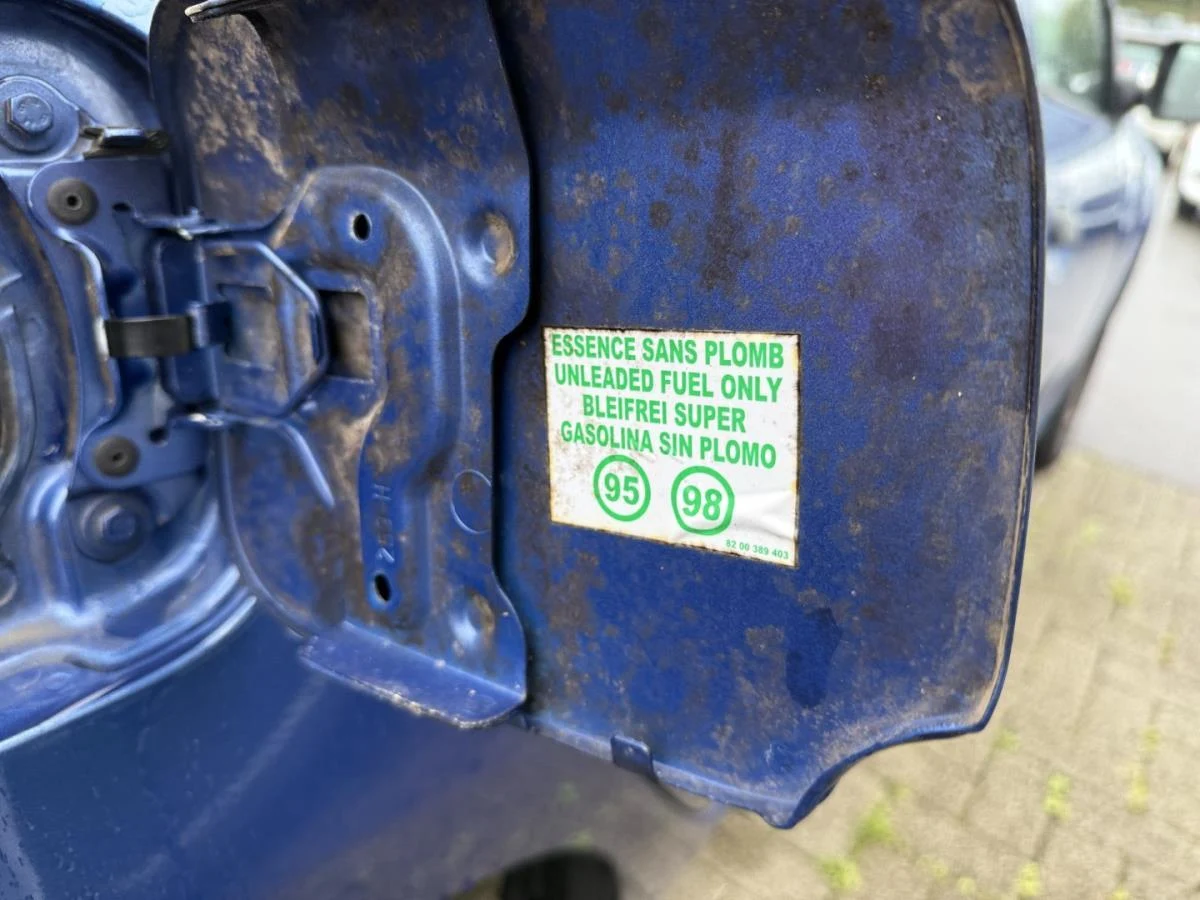 ESSENCE SANS PLOMB
UNLEADED FUEL ONLY
BLEIFREI SUPER
GASOLINA SIN PLOMO
95 98
82 00 389 403